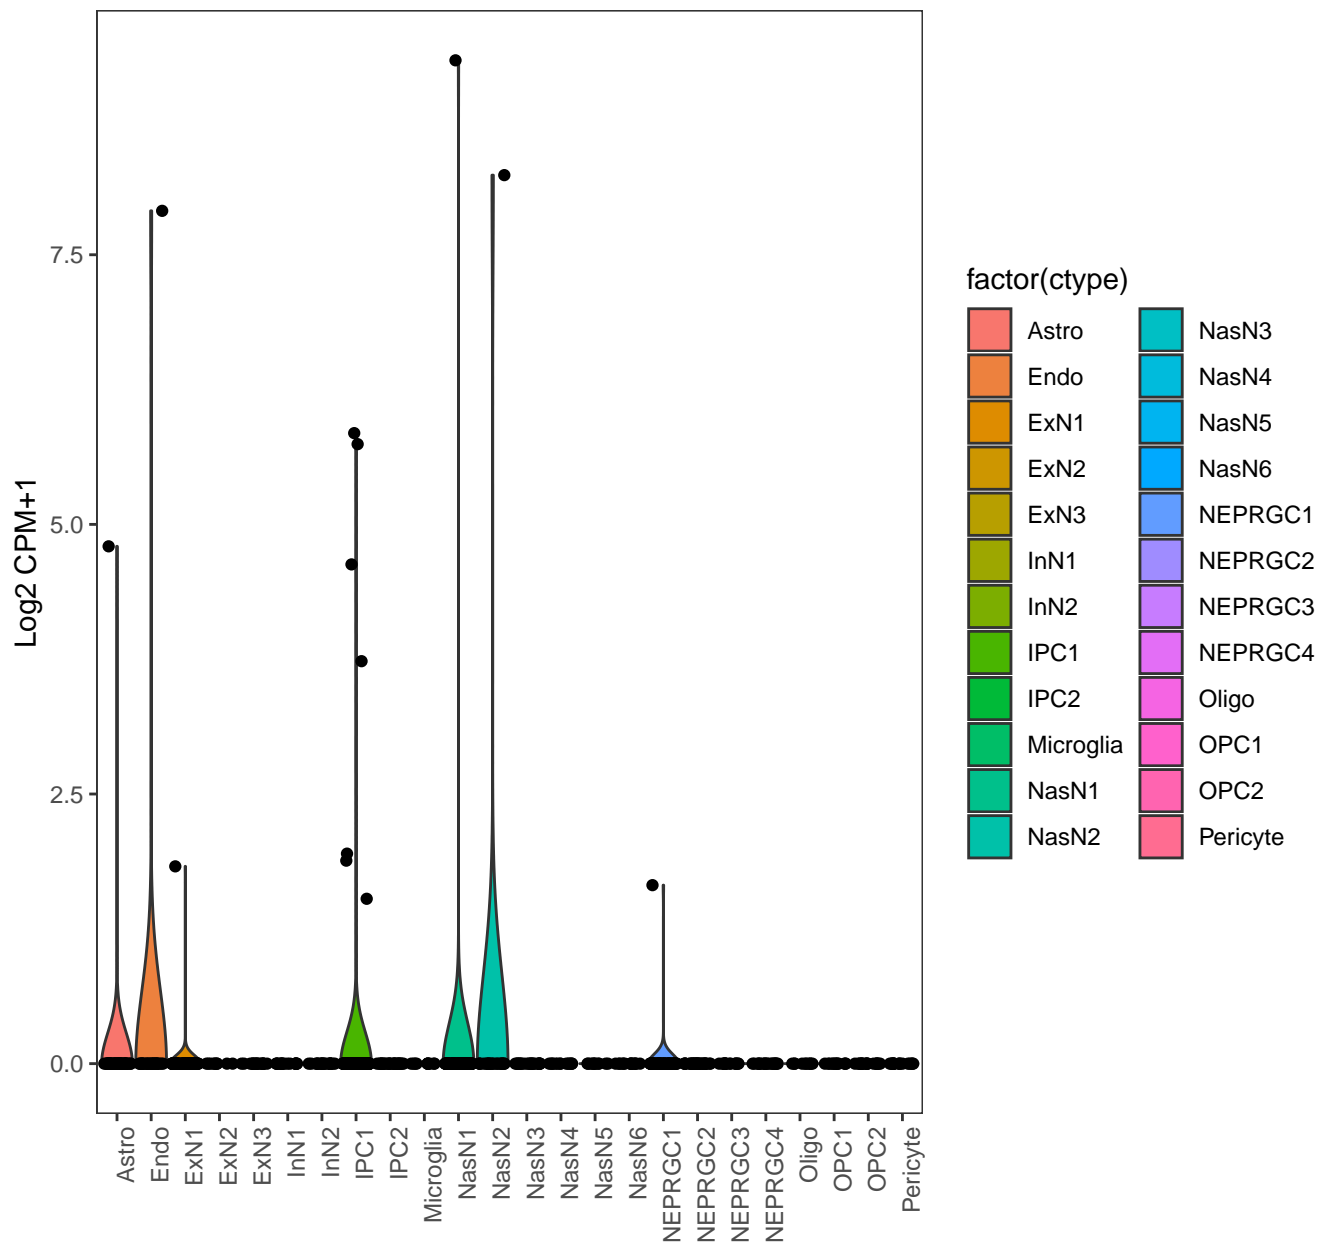 7.5
5.0
2.5
0.0
Log2 CPM+1
Astro
Endo
ExN1
ExN2
ExN3
InN1
InN2
IPC1
IPC2
Microglia
NasN1
NasN2
NasN3
NasN4
NasN5
NasN6
NEPRGC1
NEPRGC2
NEPRGC3
NEPRGC4
Oligo
OPC1
OPC2
Pericyte
factor(ctype)
Astro
Endo
ExN1
ExN2
ExN3
InN1
InN2
IPC1
IPC2
Microglia
NasN1
NasN2
NasN3
NasN4
NasN5
NasN6
NEPRGC1
NEPRGC2
NEPRGC3
NEPRGC4
Oligo
OPC1
OPC2
Pericyte